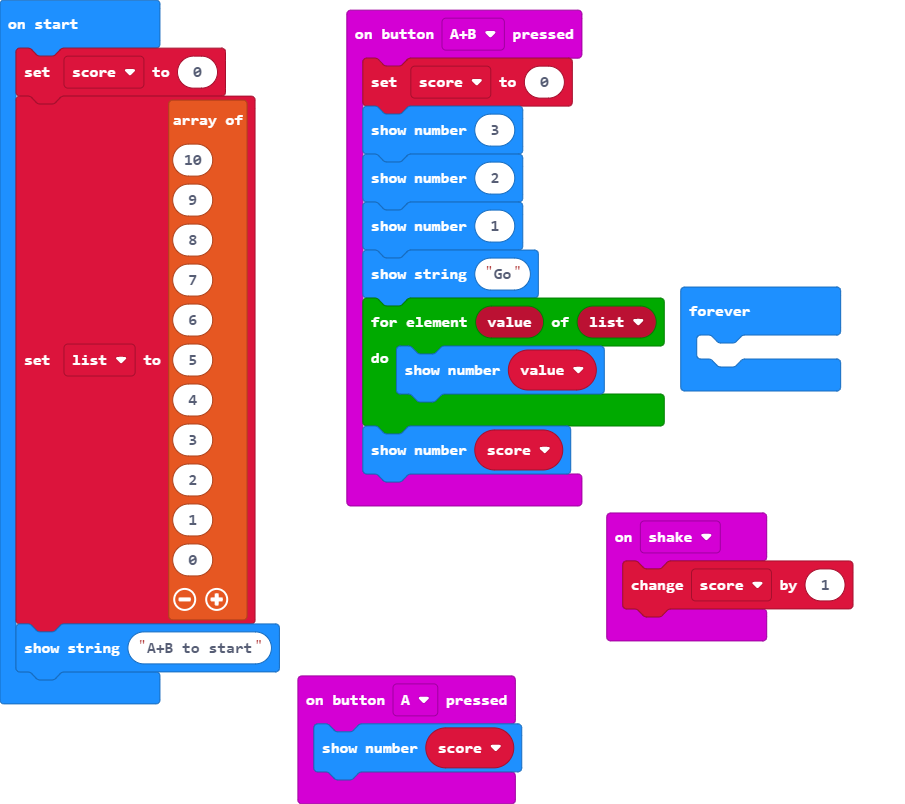 on start
set score to 0
set list to array of
10
9
8
7
6
5
4
3
2
1
0
show string "A+B to start"
on button A+B pressed
set score to 0
show number 3
show number 2
show number 1
show string "Go"
for element value of list
do show number value
show number score
forever
on shake
change score by 1
on button A pressed
show number score